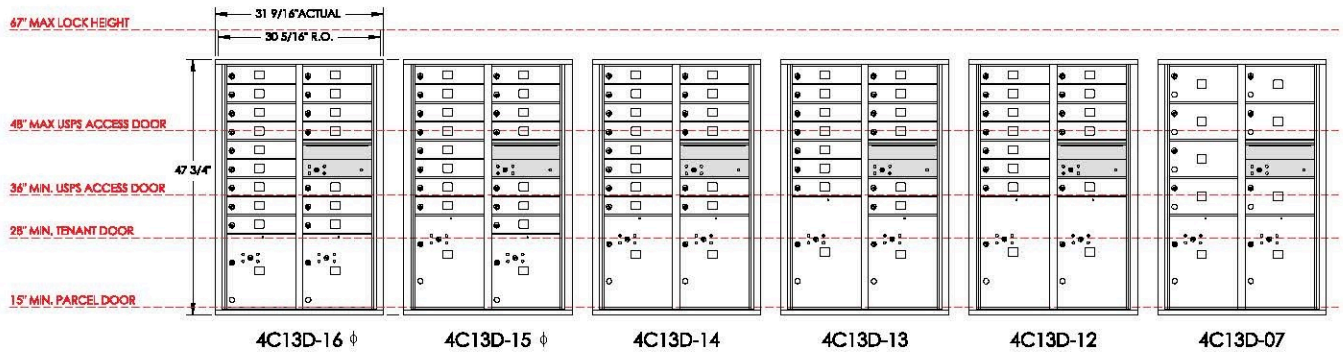 67" MAX LOCK HEIGHT
31 9/16"ACTUAL
30 5/16" R.O.
48" MAX USPS ACCESS DOOR
47 3/4"
36" MIN. USPS ACCESS DOOR
28" MIN. TENANT DOOR
15" MIN. PARCEL DOOR
4C13D-16 ϕ
4C13D-15 ϕ
4C13D-14
4C13D-13
4C13D-12
4C13D-07